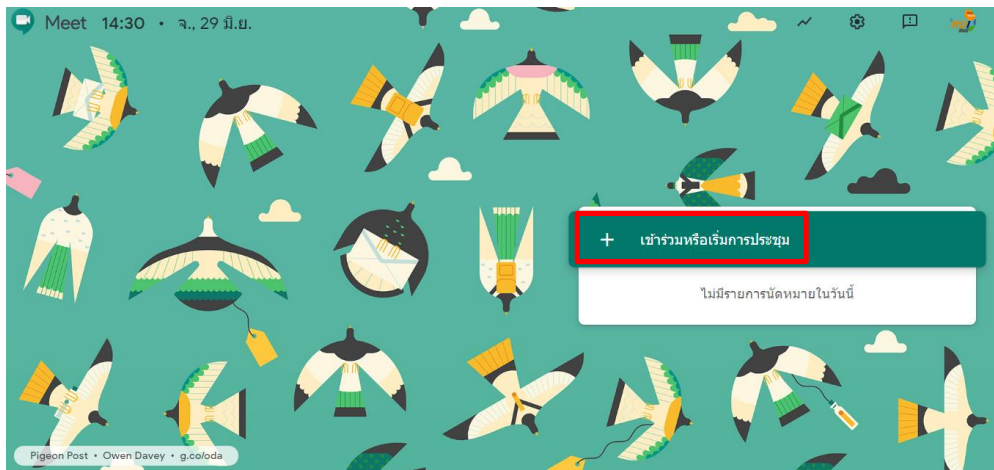 Meet 14:30 • จ., 29 มิ.ย.
เข้าร่วมหรือเริ่มการประชุม
ไม่มีรายการนัดหมายในวันนี้
Pigeon Post • Owen Davey • g.co/oda